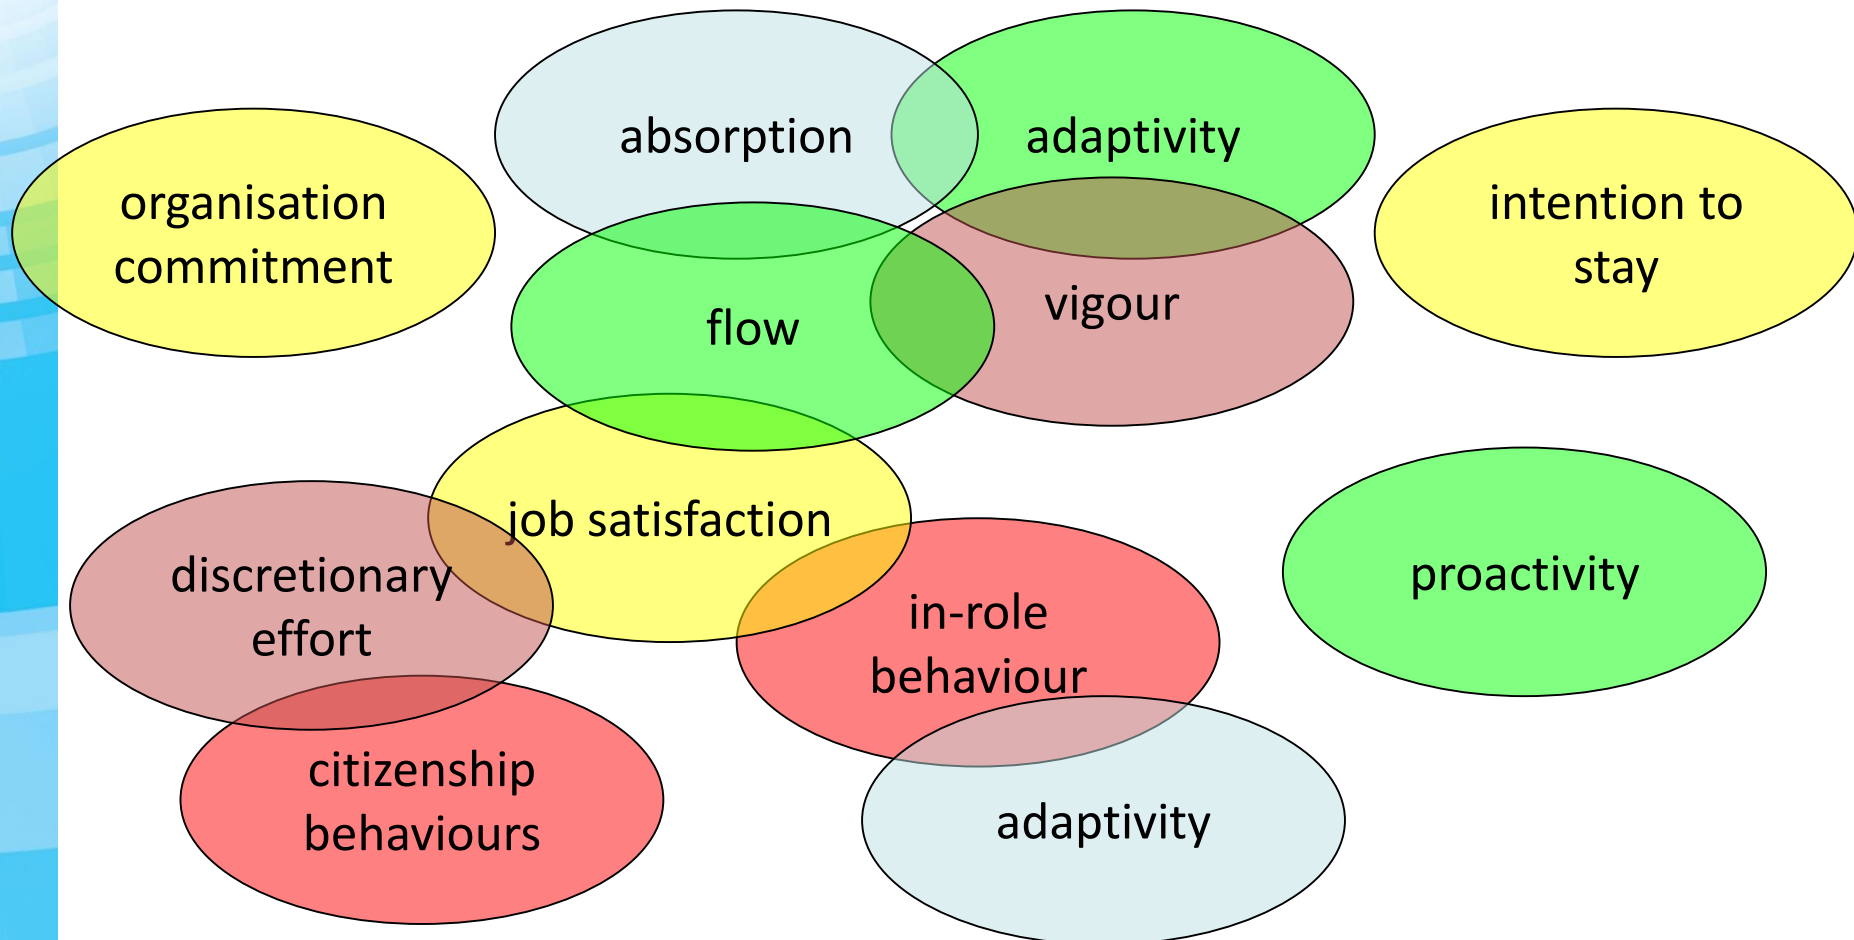 absorption
adaptivity
organisation
commitment
intention to
stay
flow
vigour
job satisfaction
discretionary
effort
in-role
behaviour
proactivity
citizenship
behaviours
adaptivity